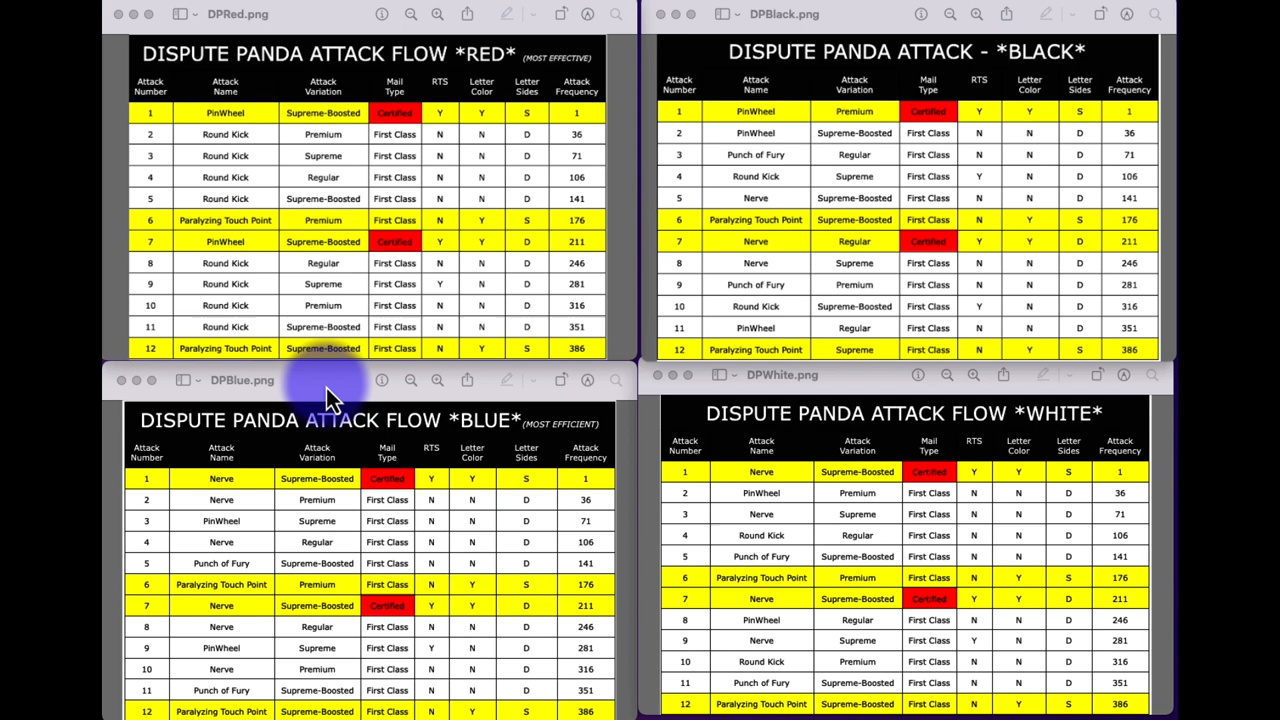 DPRed.png
DISPUTE PANDA ATTACK FLOW *RED* (MOST EFFECTIVE)
Attack Number Attack Name Attack Variation Mail Type RTS Letter Color Letter Sides Attack Frequency
1 PinWheel Supreme-Boosted Certified Y Y S 1
2 Round Kick Premium First Class N N D 36
3 Round Kick Supreme First Class N N D 71
4 Round Kick Regular First Class N N D 106
5 Round Kick Supreme-Boosted First Class N N D 141
6 Paralyzing Touch Point Premium First Class N Y S 176
7 PinWheel Supreme-Boosted Certified Y Y D 211
8 Round Kick Regular First Class N N D 246
9 Round Kick Supreme First Class Y N D 281
10 Round Kick Premium First Class N N D 316
11 Round Kick Supreme-Boosted First Class N N D 351
12 Paralyzing Touch Point Supreme-Boosted First Class N Y S 386
DPBlack.png
DISPUTE PANDA ATTACK - *BLACK*
Attack Number Attack Name Attack Variation Mail Type RTS Letter Color Letter Sides Attack Frequency
1 PinWheel Premium Certified Y Y S 1
2 PinWheel Supreme-Boosted First Class N N D 36
3 Punch of Fury Regular First Class N N D 71
4 Round Kick Supreme First Class Y N D 106
5 Nerve Supreme-Boosted First Class N N D 141
6 Paralyzing Touch Point Supreme-Boosted First Class N Y S 176
7 Nerve Regular Certified Y Y D 211
8 Nerve Supreme First Class N N D 246
9 Punch of Fury Premium First Class N N D 281
10 Round Kick Supreme-Boosted First Class Y N D 316
11 PinWheel Regular First Class N N D 351
12 Paralyzing Touch Point Supreme First Class N Y S 386
DPBlue.png
DISPUTE PANDA ATTACK FLOW *BLUE* (MOST EFFICIENT)
Attack Number Attack Name Attack Variation Mail Type RTS Letter Color Letter Sides Attack Frequency
1 Nerve Supreme-Boosted Certified Y Y S 1
2 Nerve Premium First Class N N D 36
3 PinWheel Supreme First Class N N D 71
4 Nerve Regular First Class N N D 106
5 Punch of Fury Supreme-Boosted First Class N N D 141
6 Paralyzing Touch Point Premium First Class N Y S 176
7 Nerve Supreme-Boosted Certified Y Y D 211
8 Nerve Regular First Class N N D 246
9 PinWheel Supreme First Class Y N D 281
10 Nerve Premium First Class N N D 316
11 Punch of Fury Supreme-Boosted First Class N N D 351
12 Paralyzing Touch Point Supreme-Boosted First Class N Y S 386
DPWhite.png
DISPUTE PANDA ATTACK FLOW *WHITE*
Attack Number Attack Name Attack Variation Mail Type RTS Letter Color Letter Sides Attack Frequency
1 Nerve Supreme-Boosted Certified Y Y S 1
2 PinWheel Premium First Class N N D 36
3 Nerve Supreme First Class N N D 71
4 Round Kick Regular First Class N N D 106
5 Punch of Fury Supreme-Boosted First Class N N D 141
6 Paralyzing Touch Point Premium First Class N Y S 176
7 Nerve Supreme-Boosted Certified Y Y D 211
8 PinWheel Regular First Class N N D 246
9 Nerve Supreme First Class Y N D 281
10 Round Kick Premium First Class N N D 316
11 Punch of Fury Supreme-Boosted First Class N N D 351
12 Paralyzing Touch Point Supreme-Boosted First Class N Y S 386